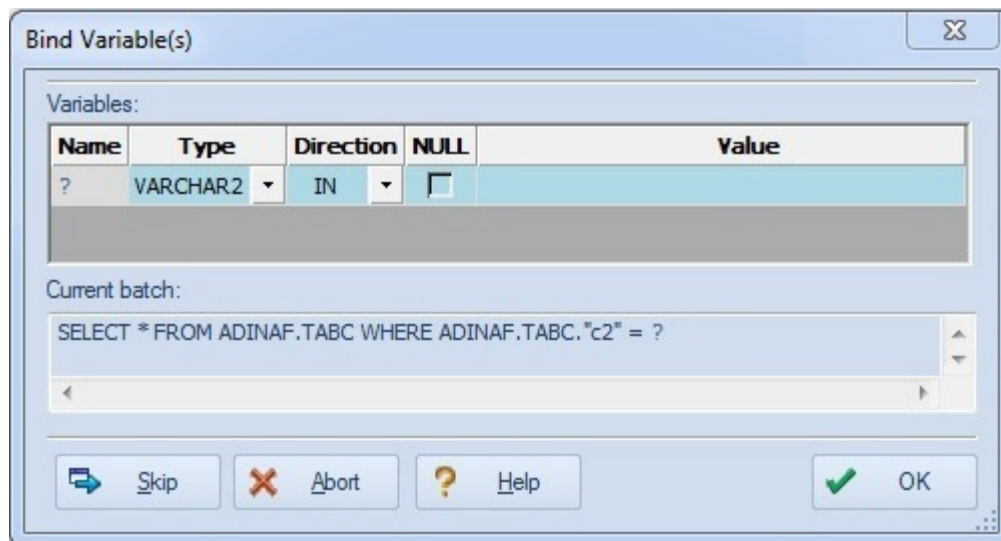 Bind Variable(s)
Variables:
Name Type Direction NULL Value
? VARCHAR2 IN
Current batch:
SELECT * FROM ADINAF.TABC WHERE ADINAF.TABC."c2" = ?
Skip Abort Help OK